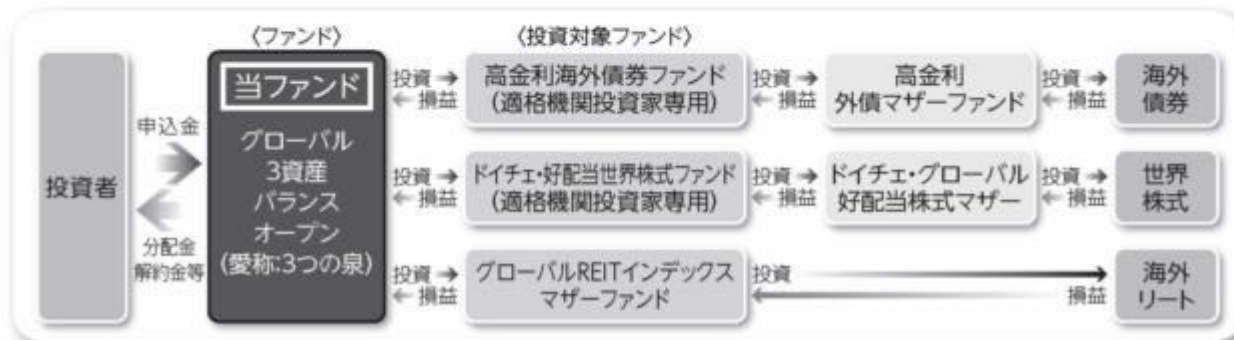 〈ファンド〉
〈投資対象ファンド〉
投資者
申込金
分配金
解約金等
当ファンド
グローバル
3資産
バランス
オープン
(愛称:3つの泉)
投資→
←損益
高金利海外債券ファンド
(適格機関投資家専用)
投資→
←損益
高金利
外債マザーファンド
投資→
←損益
海外
債券
投資→
←損益
ドイチェ・好配当世界株式ファンド
(適格機関投資家専用)
投資→
←損益
ドイチェ・グローバル
好配当株式マザー
投資→
←損益
世界
株式
投資→
←損益
グローバルREITインデックス
マザーファンド
投資
損益
海外
リート